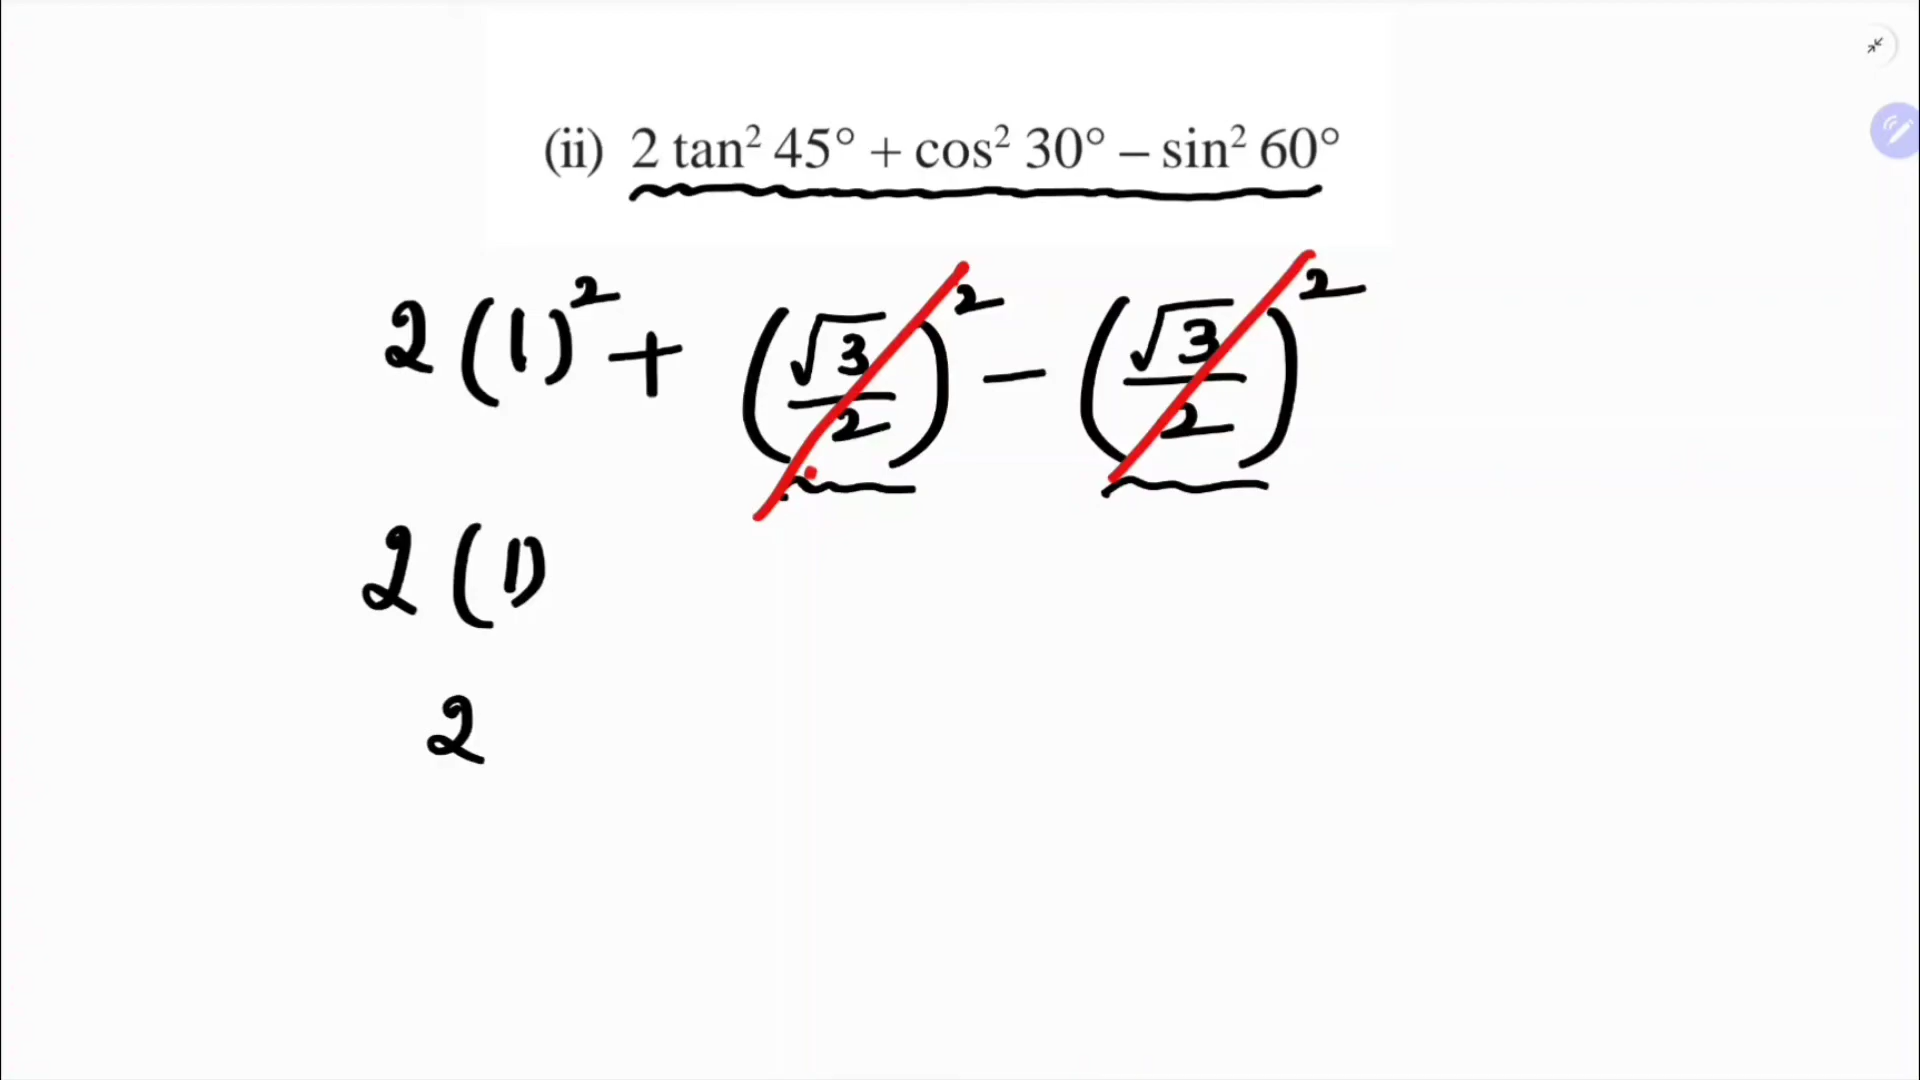 (ii) 2 tan² 45° + cos² 30° – sin² 60°
2 (1)² + (√3/2)² – (√3/2)²
2 (1)
2